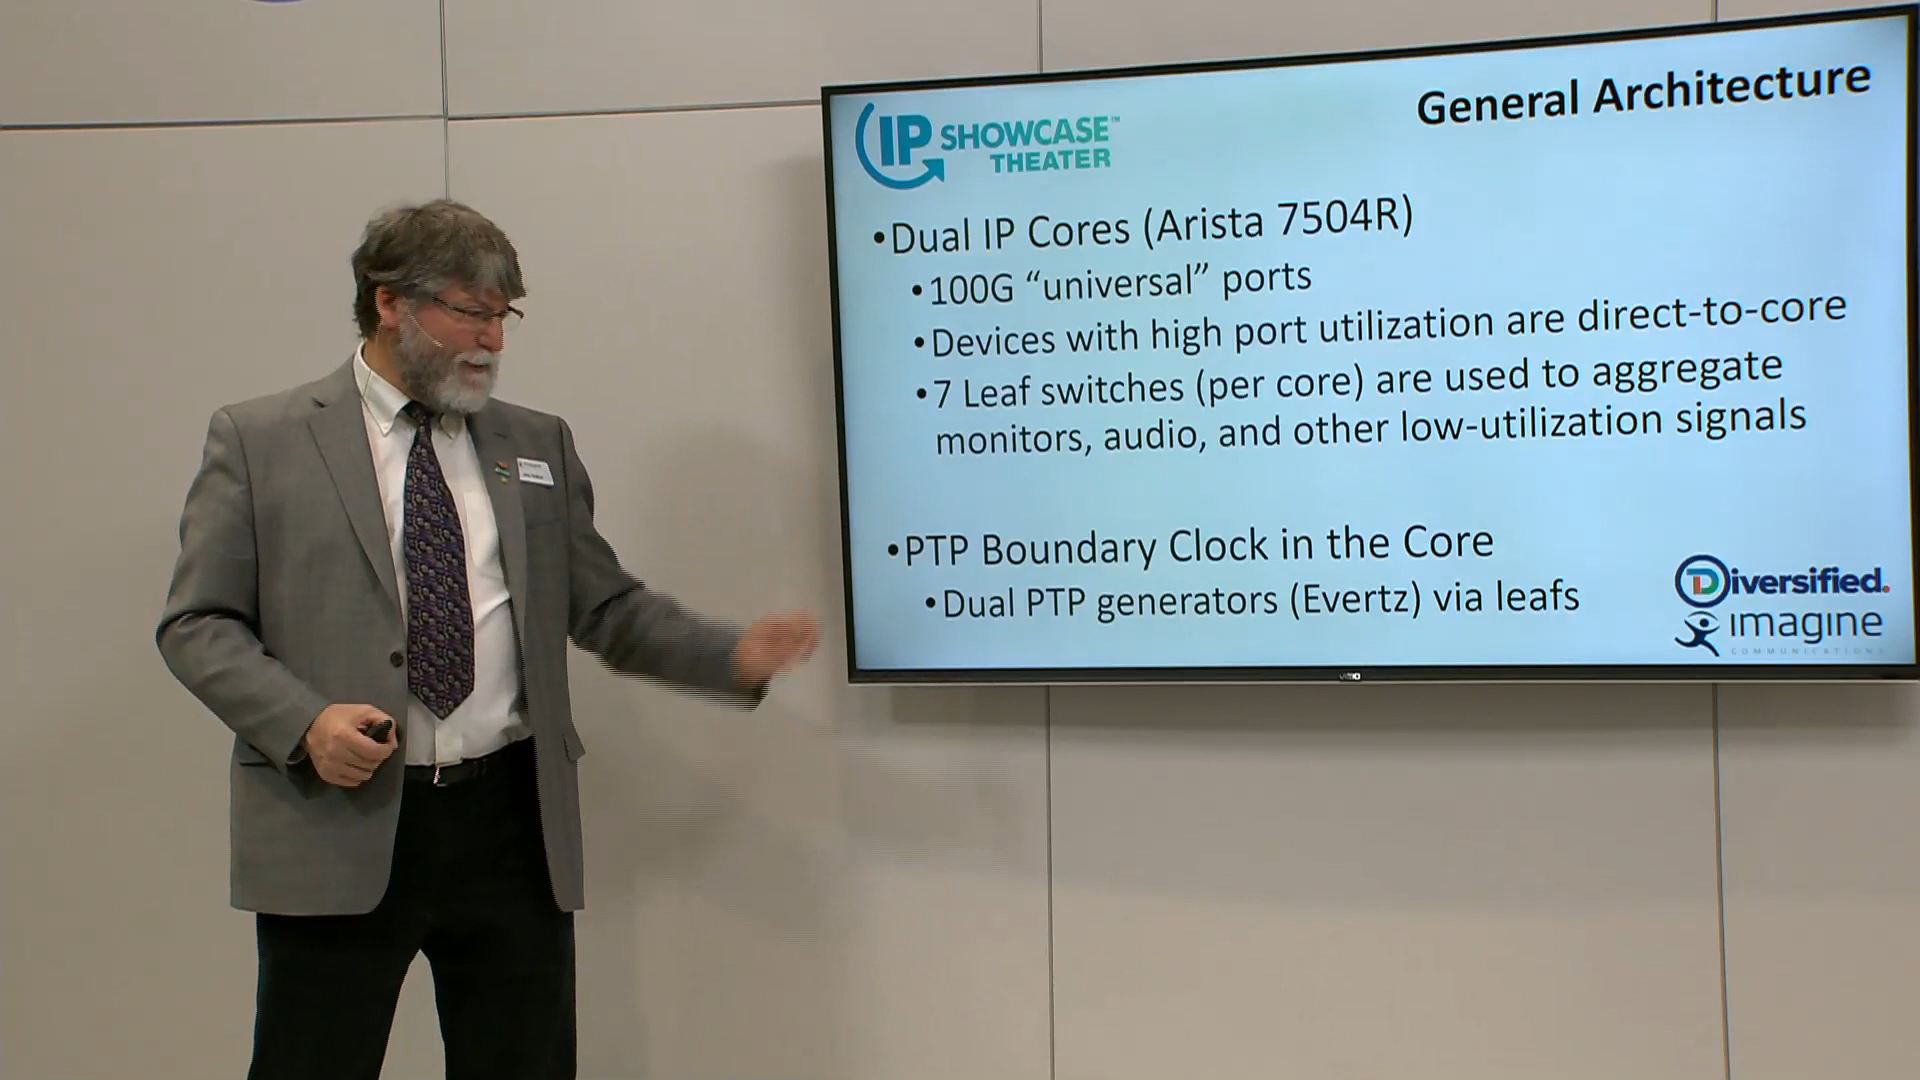 IP SHOWCASE™
THEATER
General Architecture
•Dual IP Cores (Arista 7504R)
•100G “universal” ports
•Devices with high port utilization are direct-to-core
•7 Leaf switches (per core) are used to aggregate
monitors, audio, and other low-utilization signals
•PTP Boundary Clock in the Core
•Dual PTP generators (Evertz) via leafs
Diversified.
imagine
COMMUNICATIONS
VIZIO